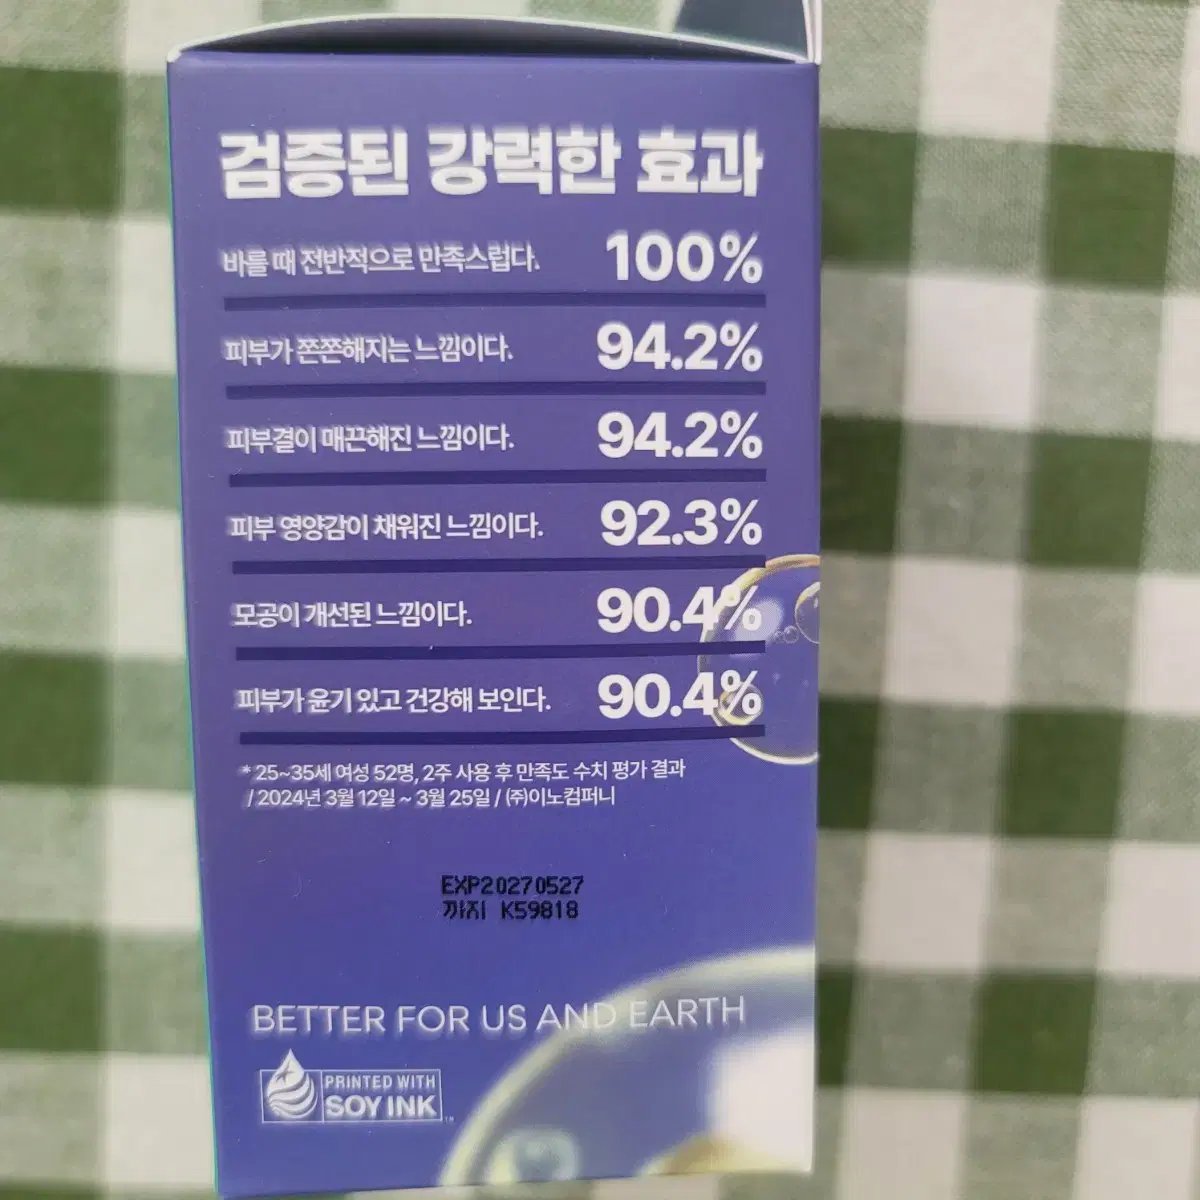 검증된 강력한 효과
바를 때 전반적으로 만족스럽다. 100%
피부가 쫀쫀해지는 느낌이다. 94.2%
피부결이 매끈해진 느낌이다. 94.2%
피부 영양감이 채워진 느낌이다. 92.3%
모공이 개선된 느낌이다. 90.4%
피부가 윤기 있고 건강해 보인다. 90.4%
* 25~35세 여성 52명, 2주 사용 후 만족도 수치 평가 결과
/ 2024년 3월 12일 ~ 3월 25일 / (주)이노컴퍼니
EXP20270527
까지 K59818
BETTER FOR US AND EARTH
PRINTED WITH
SOY INK™